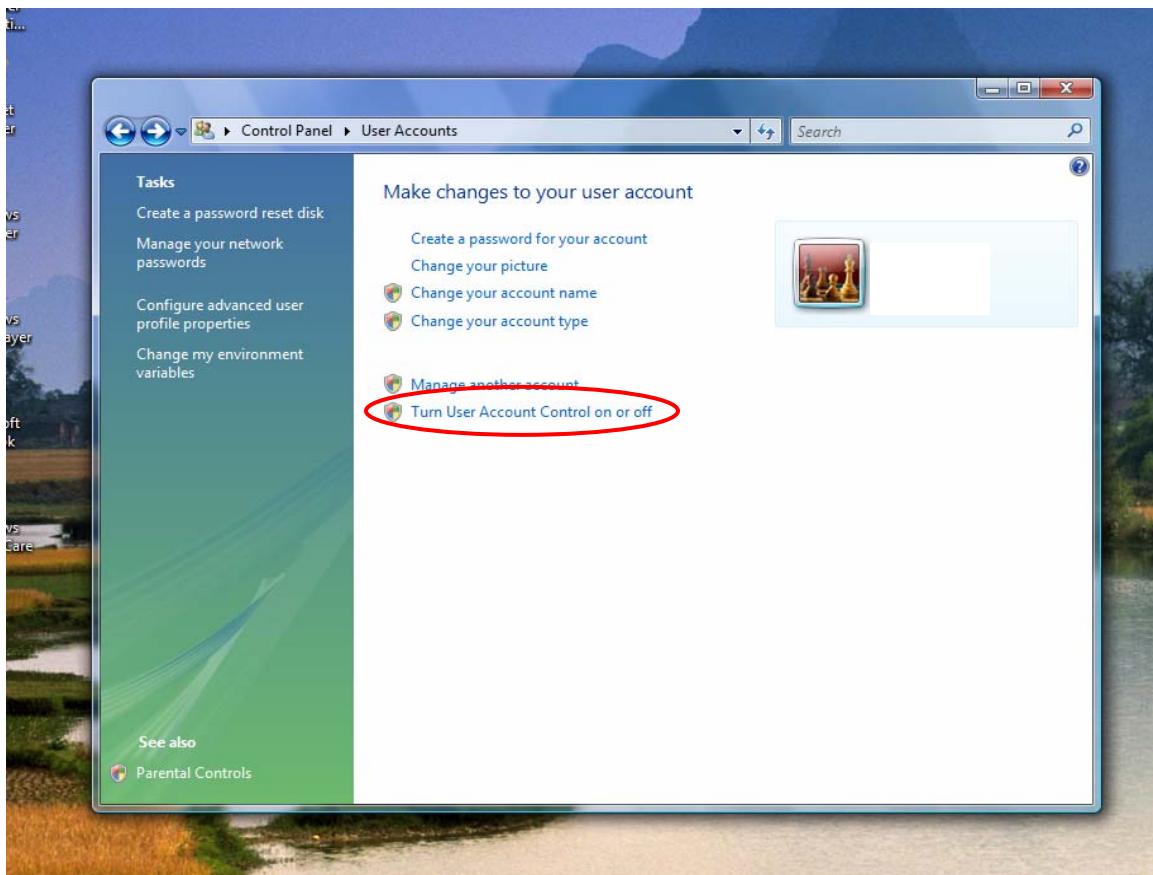 Control Panel User Accounts
Search
Tasks
Create a password reset disk
Manage your network
passwords
Configure advanced user
profile properties
Change my environment
variables
See also
Parental Controls
Make changes to your user account
Create a password for your account
Change your picture
Change your account name
Change your account type
Manage another account
Turn User Account Control on or off